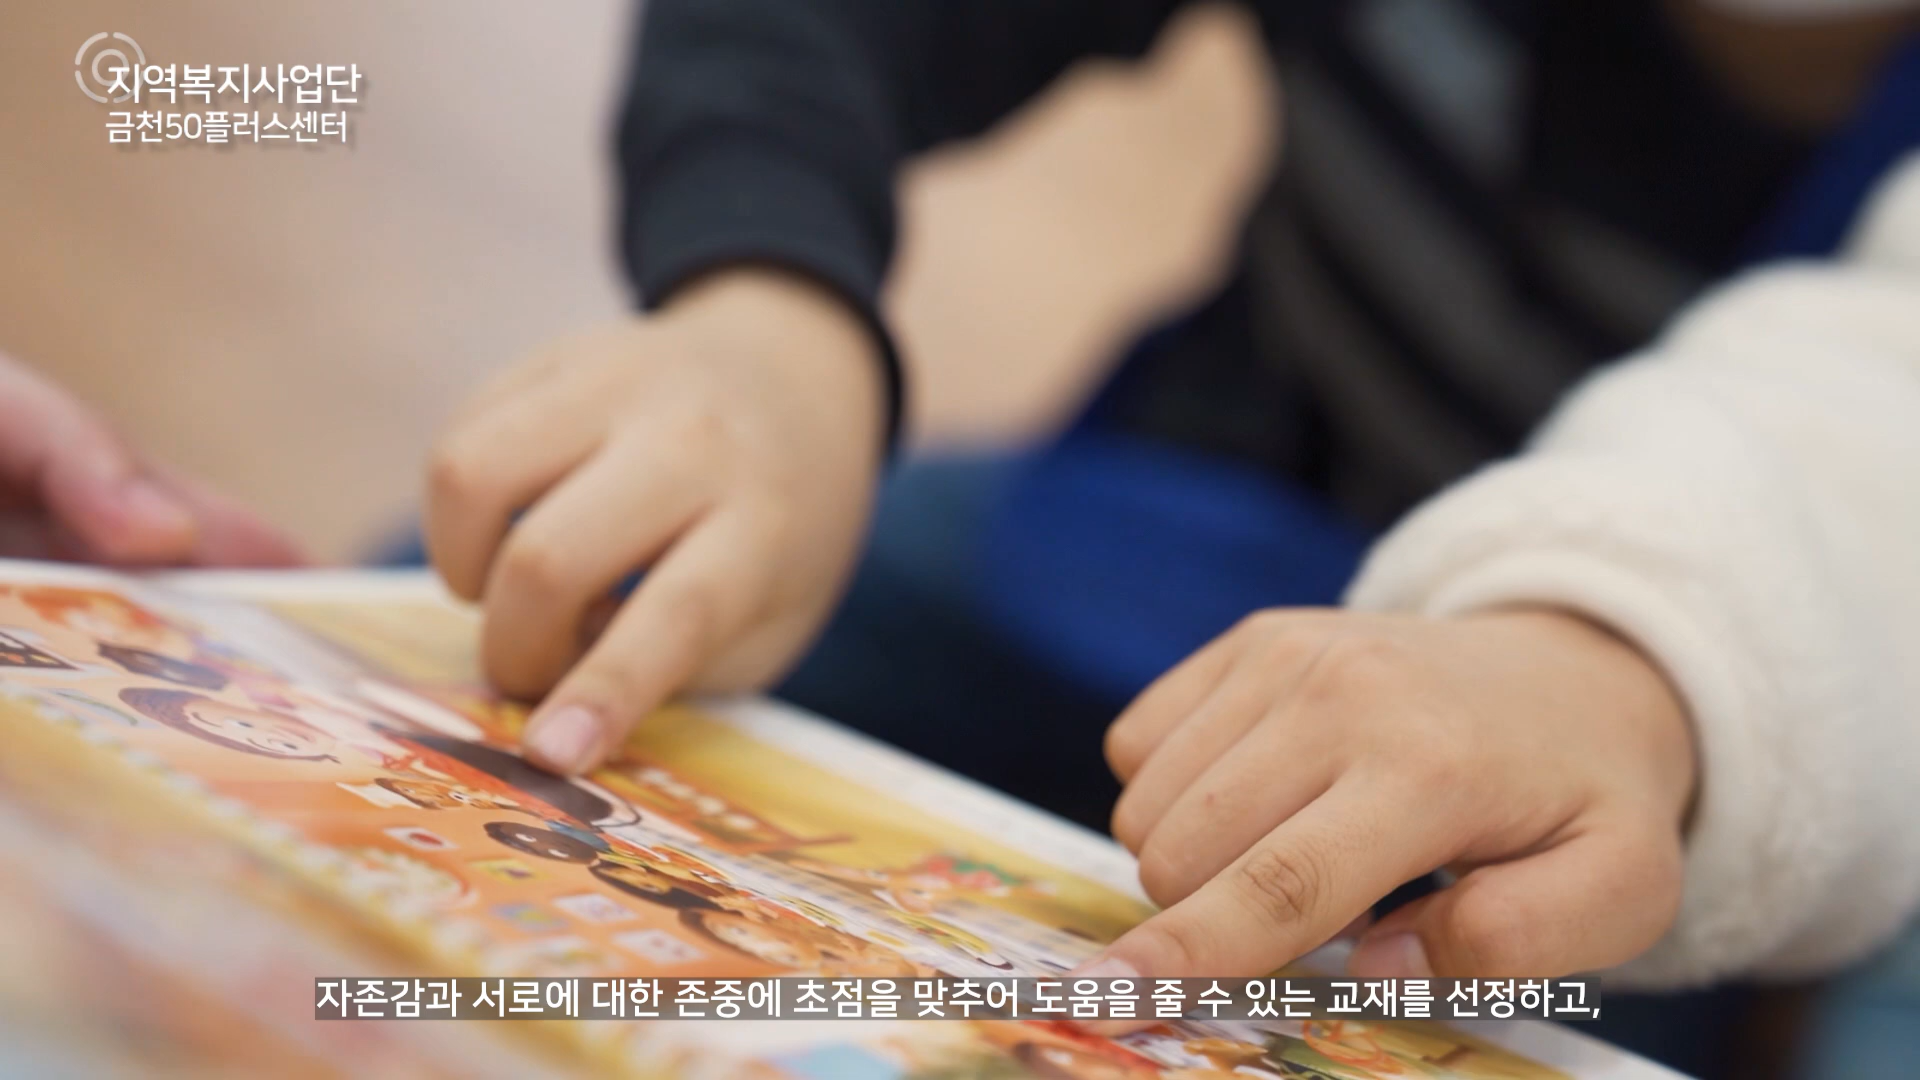 지역복지사업단
금천50플러스센터
자존감과 서로에 대한 존중에 초점을 맞추어 도움을 줄 수 있는 교재를 선정하고,